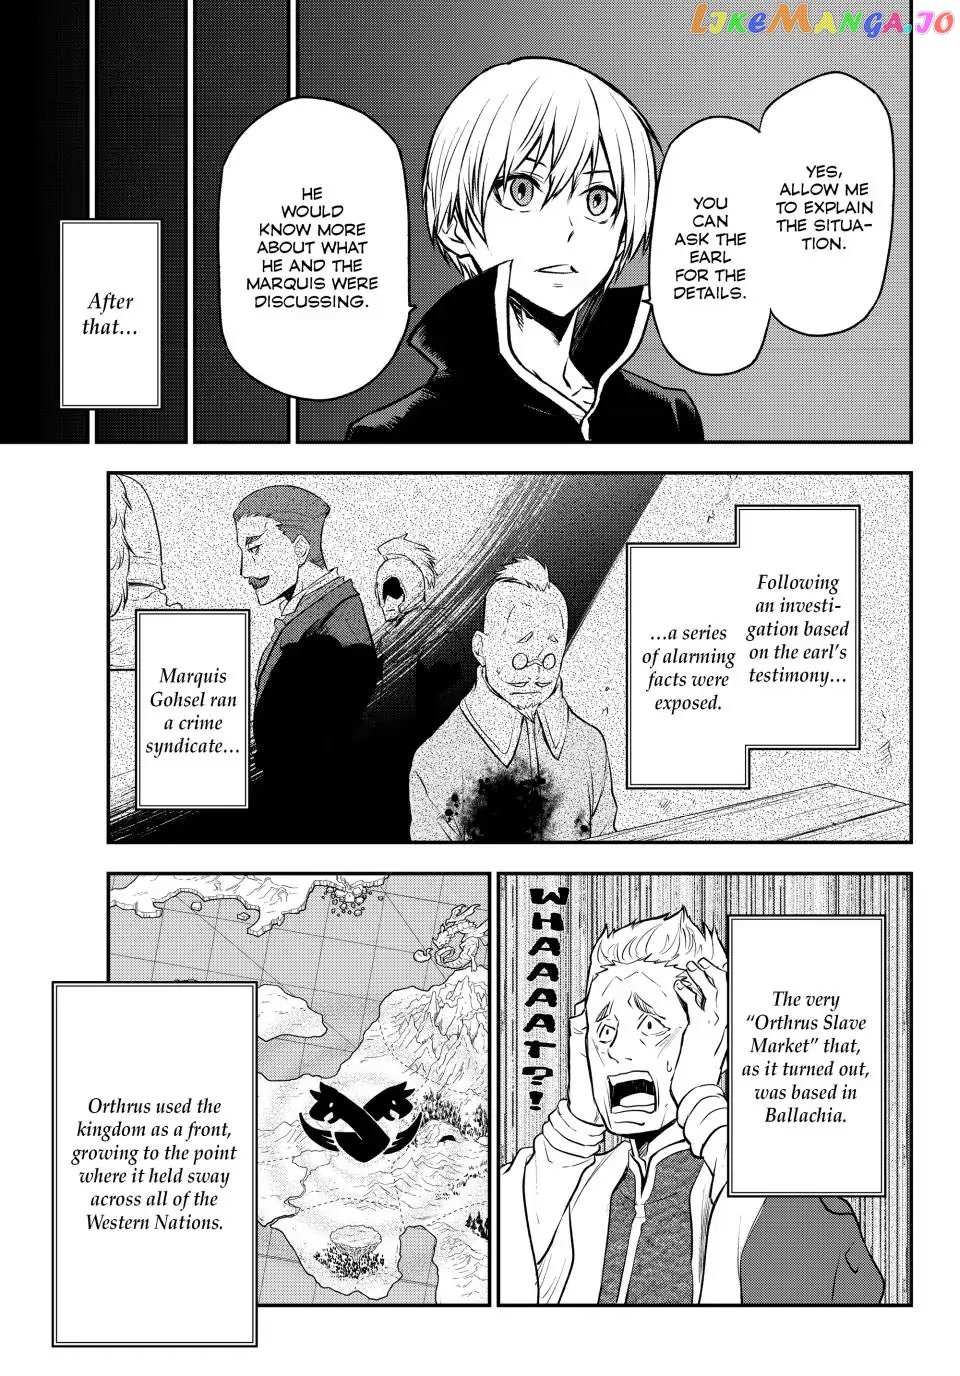 LIKEMANGA.IO
YES,
ALLOW ME
TO EXPLAIN
THE SITUA-
TION.
YOU
CAN
ASK THE
EARL
FOR THE
DETAILS.
HE
WOULD
KNOW MORE
ABOUT WHAT
HE AND THE
MARQUIS WERE
DISCUSSING.
After
that...
Following
an investi-
gation based
on the earl's
testimony...
...a series
of alarming
facts were
exposed.
Marquis
Gohsel ran
a crime
syndicate...
The very
"Orthrus Slave
Market" that,
as it turned out,
was based in
Ballachia.
WHAAAAT?!
Orthrus used the
kingdom as a front,
growing to the point
where it held sway
across all of the
Western Nations.